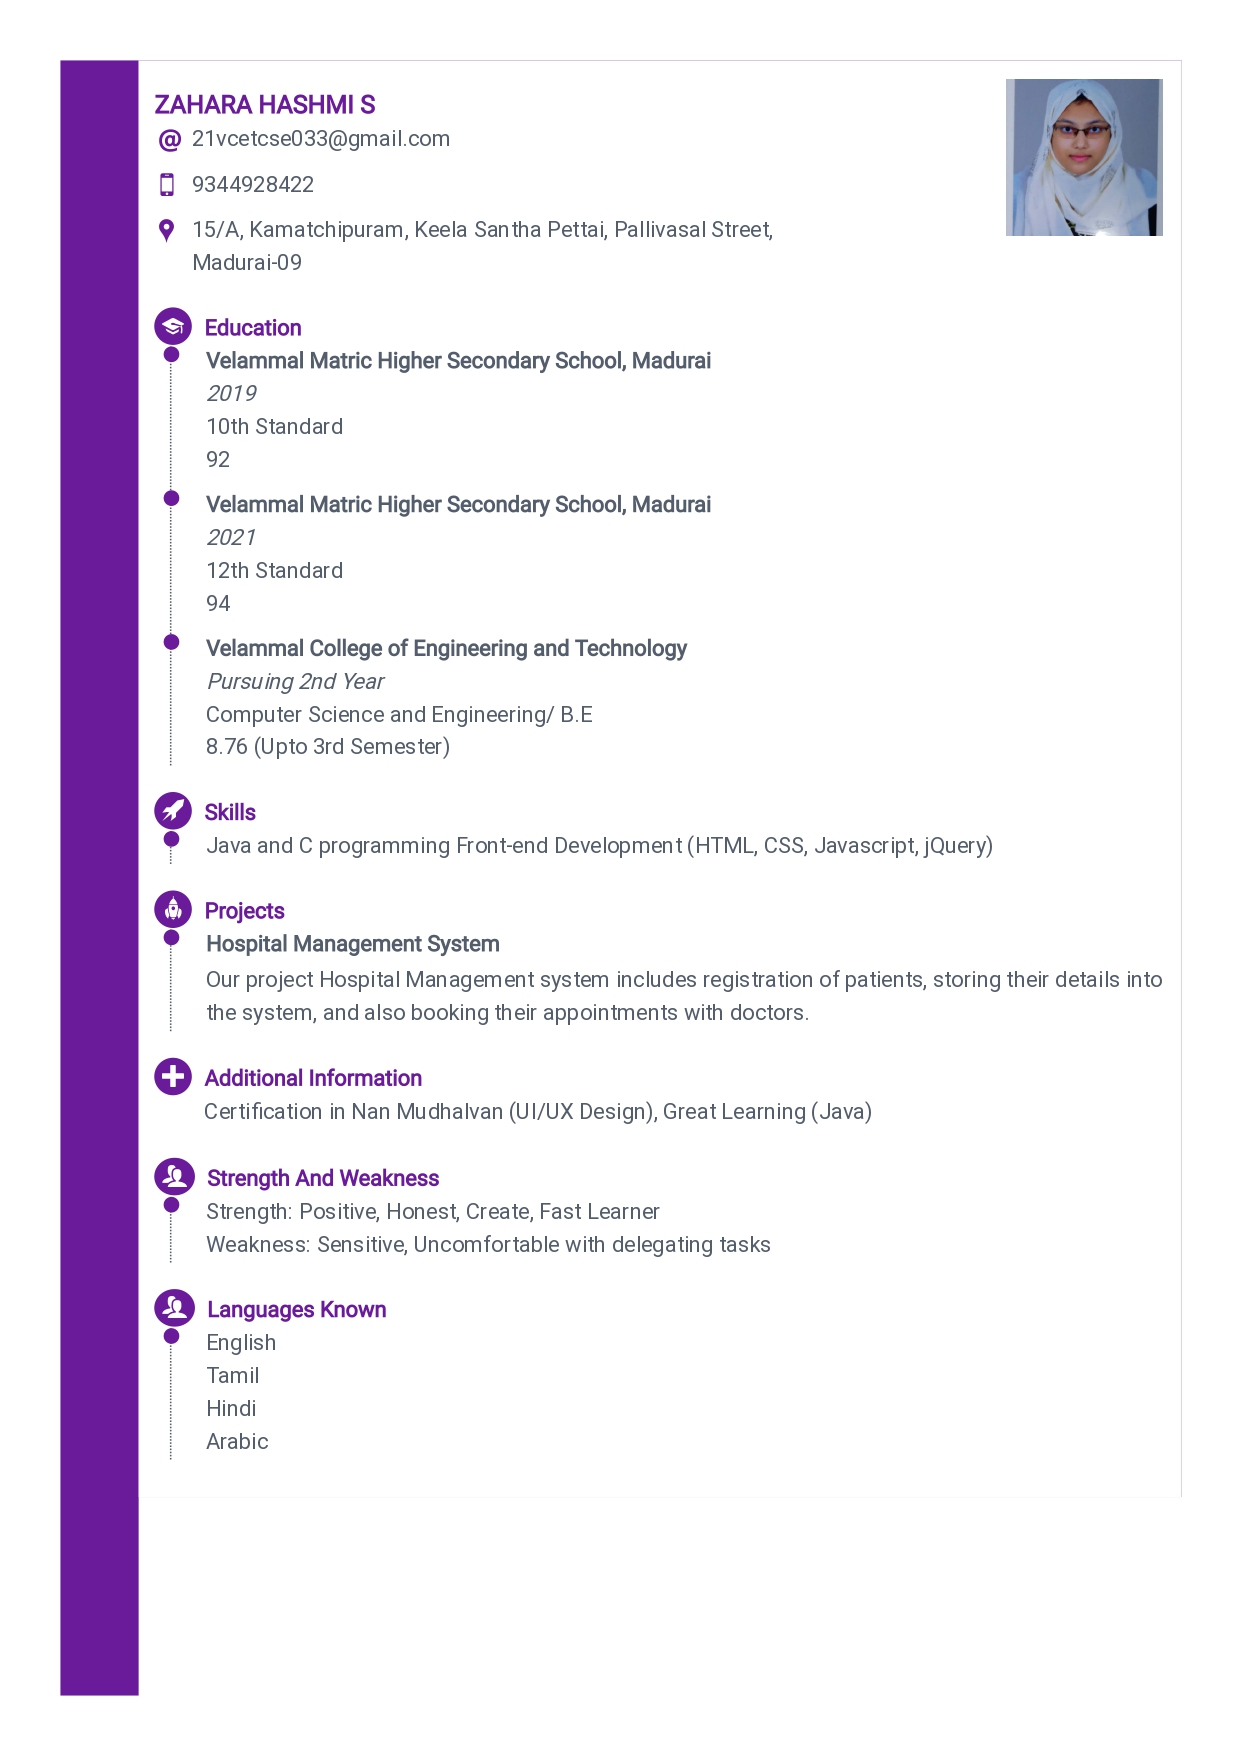 ZAHARA HASHMI S
@ 21vcetcse033@gmail.com
9344928422
15/A, Kamatchipuram, Keela Santha Pettai, Pallivasal Street,
Madurai-09
Education
Velammal Matric Higher Secondary School, Madurai
2019
10th Standard
92
Velammal Matric Higher Secondary School, Madurai
2021
12th Standard
94
Velammal College of Engineering and Technology
Pursuing 2nd Year
Computer Science and Engineering/ B.E
8.76 (Upto 3rd Semester)
Skills
Java and C programming Front-end Development (HTML, CSS, Javascript, jQuery)
Projects
Hospital Management System
Our project Hospital Management system includes registration of patients, storing their details into
the system, and also booking their appointments with doctors.
Additional Information
Certification in Nan Mudhalvan (UI/UX Design), Great Learning (Java)
Strength And Weakness
Strength: Positive, Honest, Create, Fast Learner
Weakness: Sensitive, Uncomfortable with delegating tasks
Languages Known
English
Tamil
Hindi
Arabic